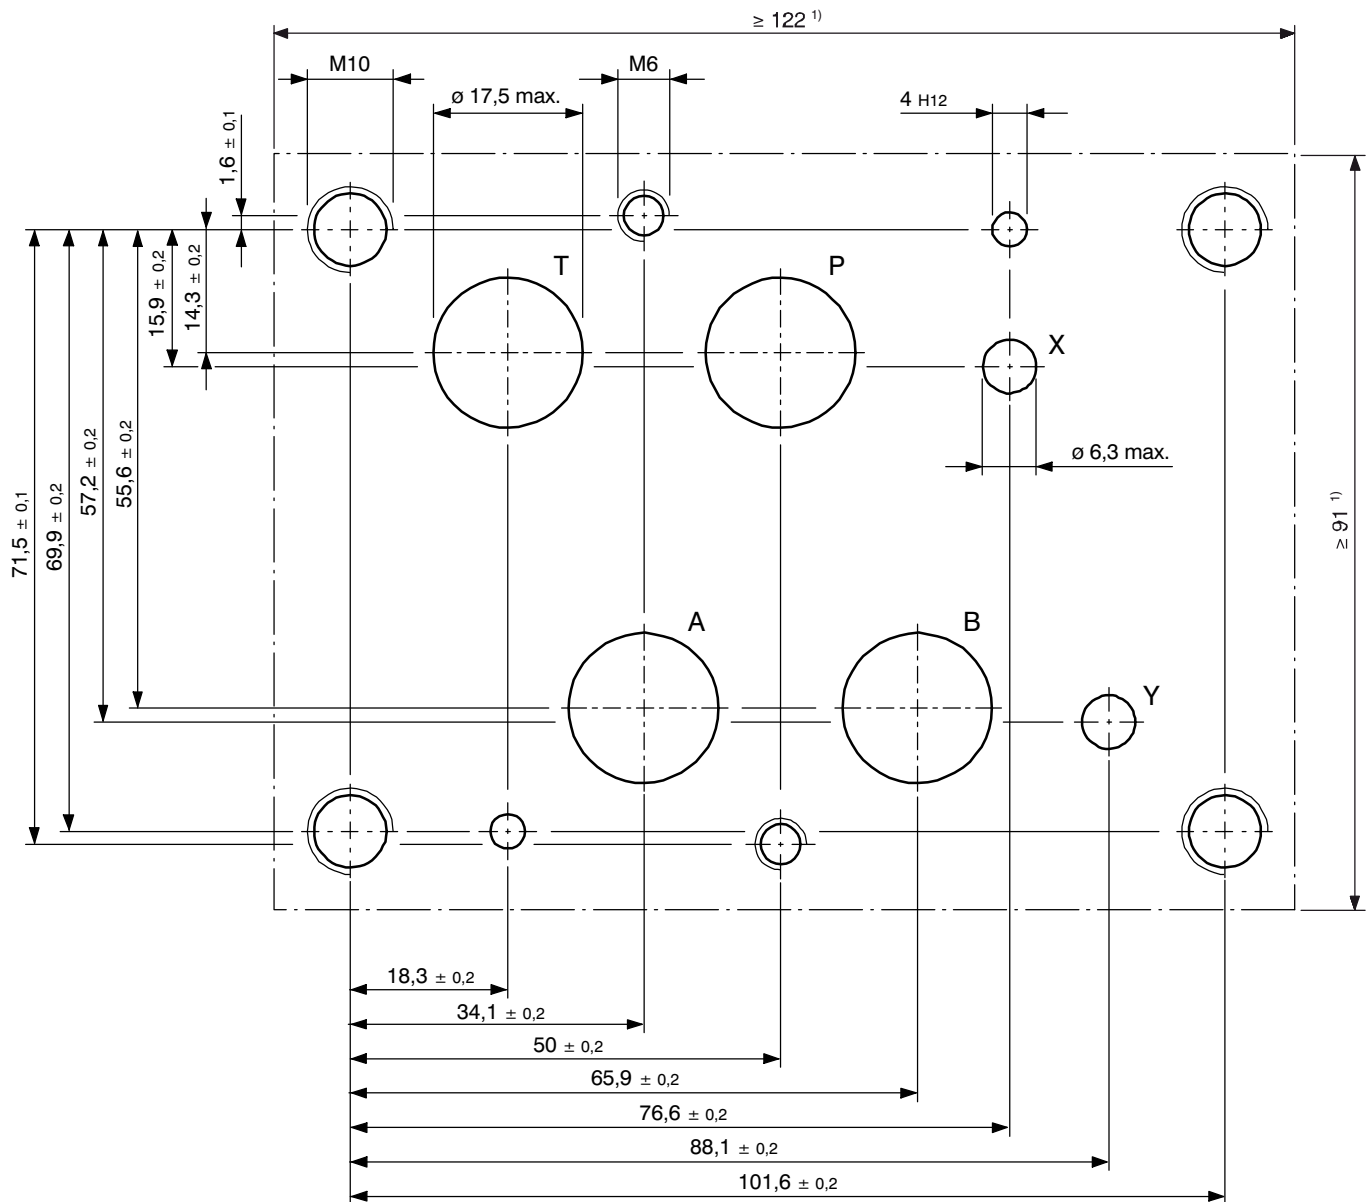 ≥ 122 ¹⁾
M10
M6
ø 17,5 max.
4 H12
1,6 ± 0,1
T
P
15,9 ± 0,2
14,3 ± 0,2
X
ø 6,3 max.
71,5 ± 0,1
69,9 ± 0,2
57,2 ± 0,2
55,6 ± 0,2
≥ 91 ¹⁾
A
B
Y
18,3 ± 0,2
34,1 ± 0,2
50 ± 0,2
65,9 ± 0,2
76,6 ± 0,2
88,1 ± 0,2
101,6 ± 0,2